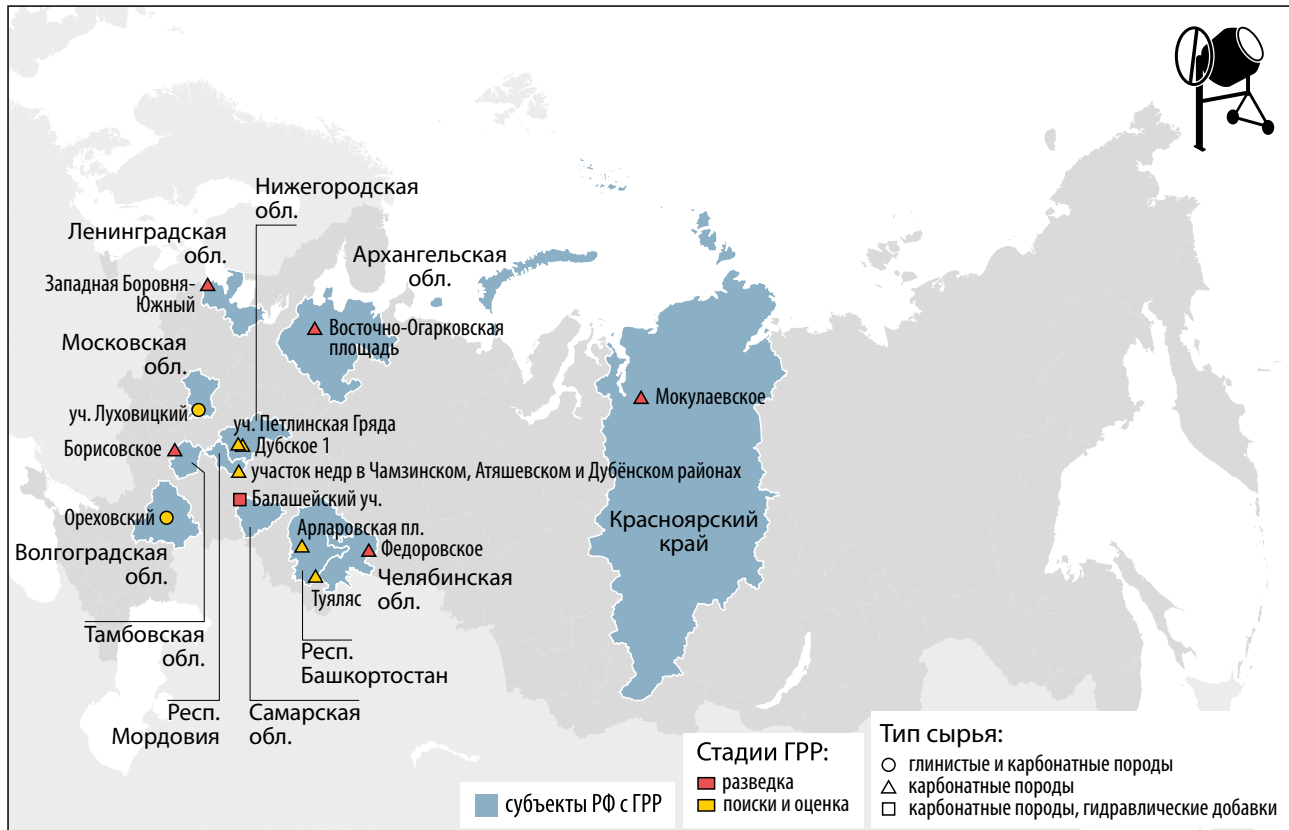 Нижегородская
обл.
Ленинградская
обл.
Архангельская
обл.
Западная Боровня-
Южный
Восточно-Огарковская
площадь
Московская
обл.
Мокулаевское
уч. Луховицкий
уч. Петлинская Гряда
Дубское 1
Борисовское
участок недр в Чамзинском, Атяшевском и Дубёнском районах
Балашейский уч.
Ореховский
Арларовская пл.
Федоровское
Красноярский
край
Волгоградская
обл.
Челябинская
обл.
Туяляс
Тамбовская
обл.
Респ.
Башкортостан
Респ.
Мордовия
Самарская
обл.
субъекты РФ с ГРР
Стадии ГРР:
разведка
поиски и оценка
Тип сырья:
глинистые и карбонатные породы
карбонатные породы
карбонатные породы, гидравлические добавки